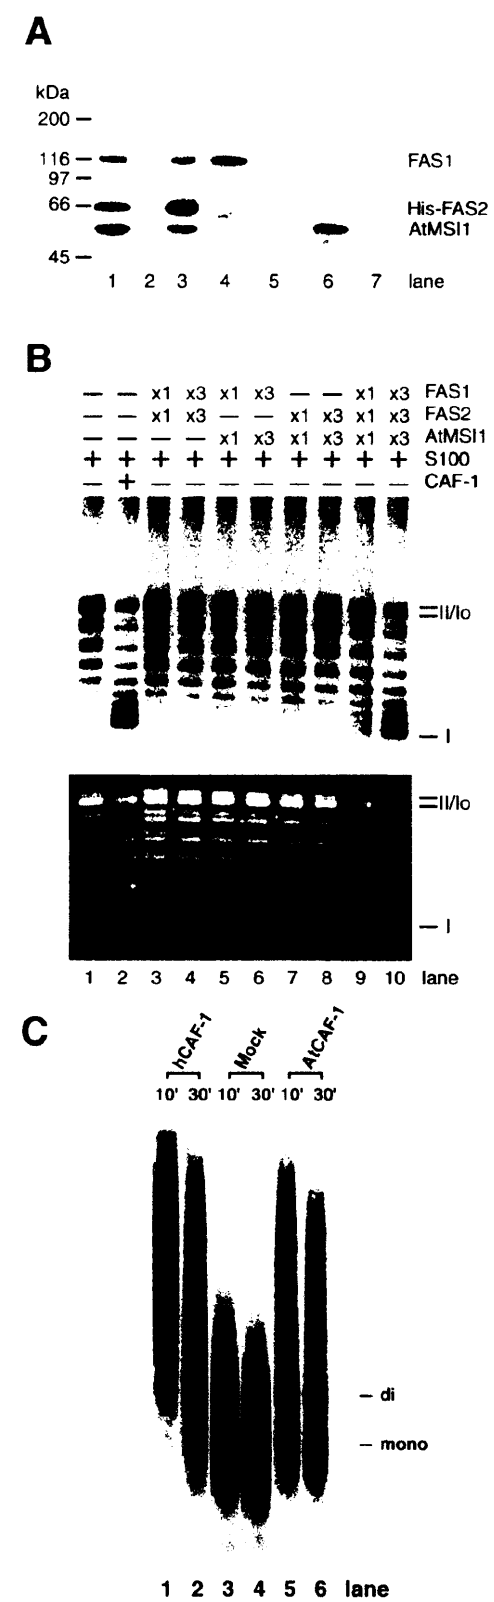 A
kDa
200
116
97
66
45
FAS1
His-FAS2
AtMSI1
1 2 3 4 5 6 7 lane
B
— — x1 x3 x1 x3 — — x1 x3 FAS1
— — x1 x3 — — x1 x3 x1 x3 FAS2
— — — — x1 x3 x1 x3 x1 x3 AtMSI1
+ + + + + + + + + + S100
— + — — — — — — — — CAF-1
II/Io
I
II/Io
I
1 2 3 4 5 6 7 8 9 10 lane
C
hCAF-1 Mock AtCAF-1
10' 30' 10' 30' 10' 30'
di
mono
1 2 3 4 5 6 lane